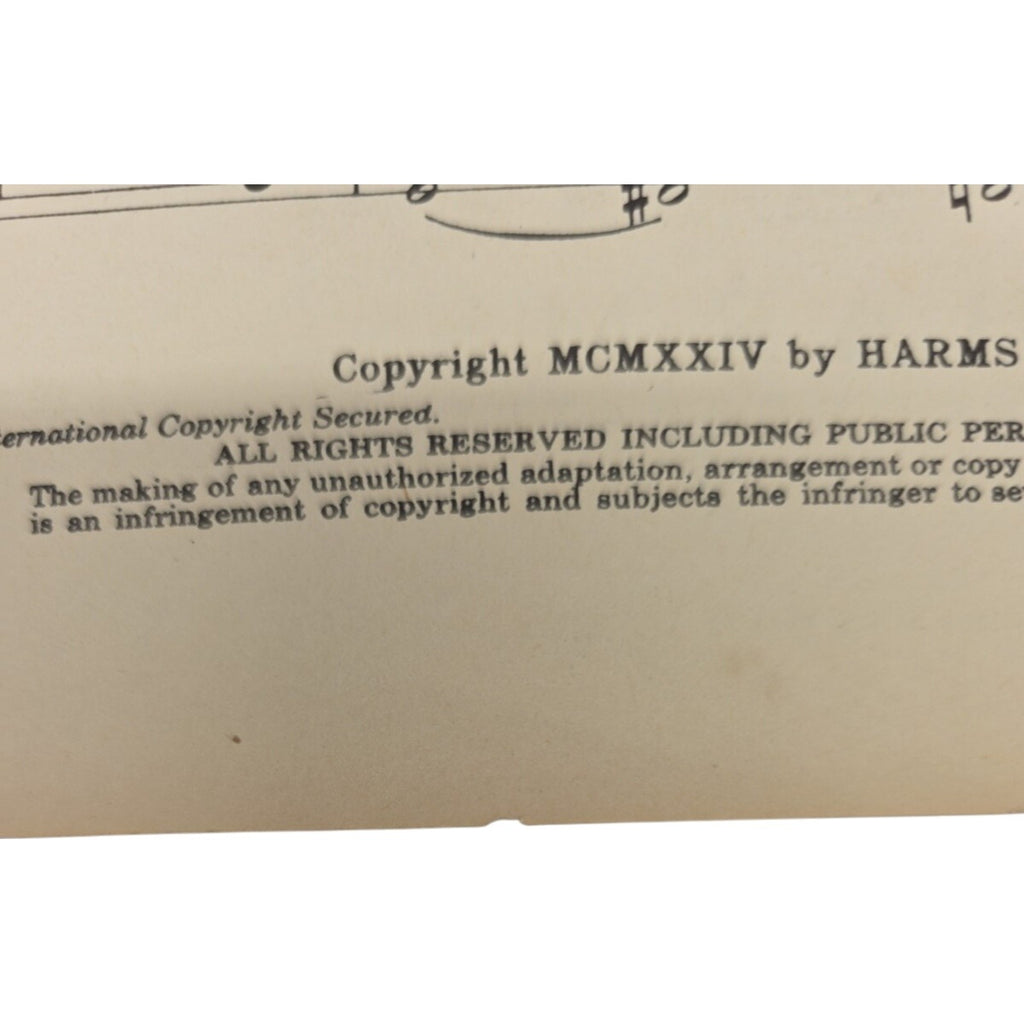 Copyright MCMXXIV by HARMS
ernational Copyright Secured.
ALL RIGHTS RESERVED INCLUDING PUBLIC PER
The making of any unauthorized adaptation, arrangement or copy
is an infringement of copyright and subjects the infringer to se